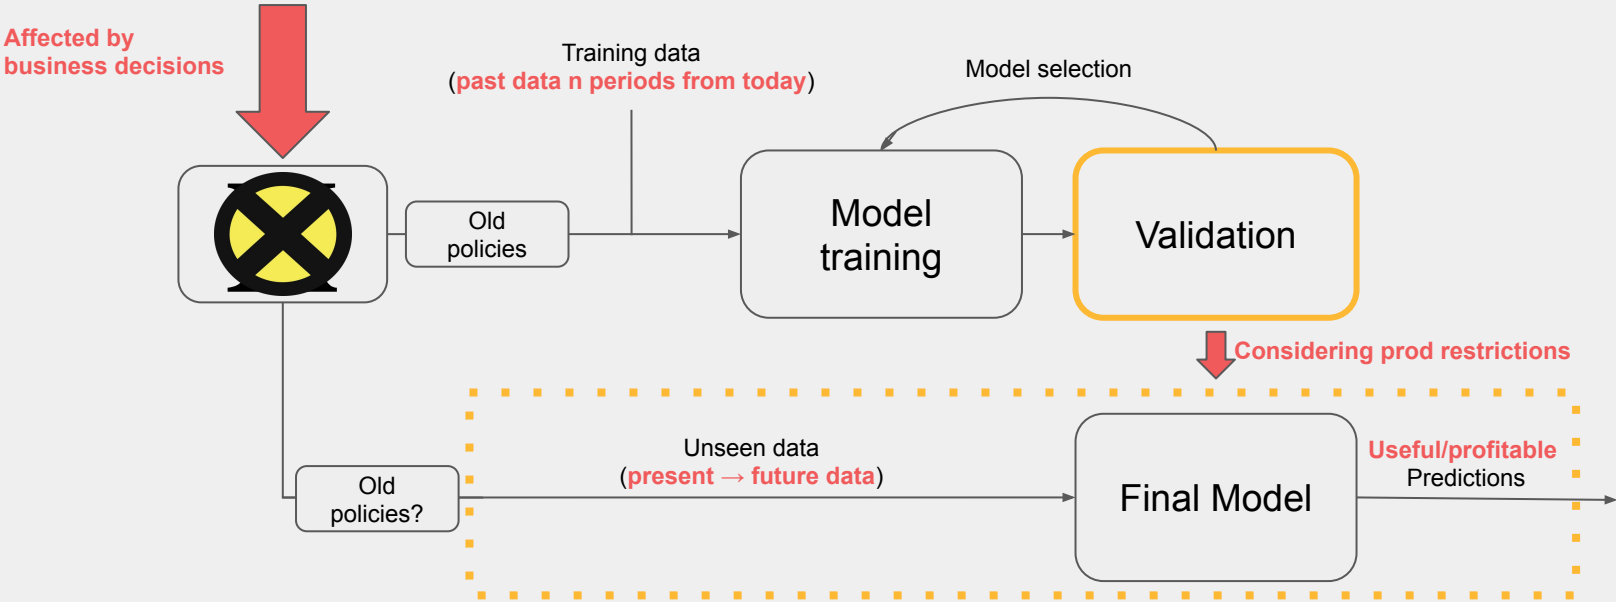 Affected by
business decisions
Training data
(past data n periods from today)
Model selection
Old
policies
Model
training
Validation
Considering prod restrictions
Unseen data
(present → future data)
Old
policies?
Final Model
Useful/profitable
Predictions